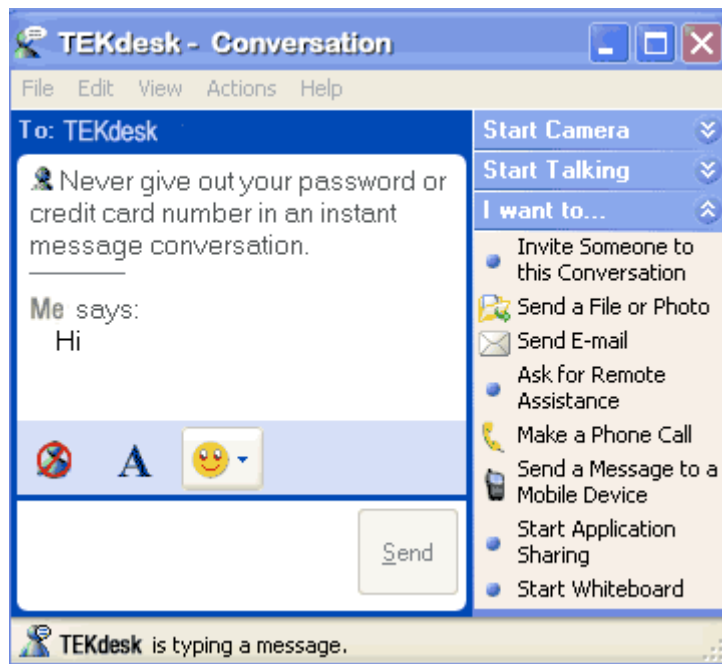 TEKdesk - Conversation
File Edit View Actions Help
To: TEKdesk
Never give out your password or
credit card number in an instant
message conversation.
Me says:
Hi
A
Send
TEKdesk is typing a message.
Start Camera
Start Talking
I want to...
Invite Someone to
this Conversation
Send a File or Photo
Send E-mail
Ask for Remote
Assistance
Make a Phone Call
Send a Message to a
Mobile Device
Start Application
Sharing
Start Whiteboard